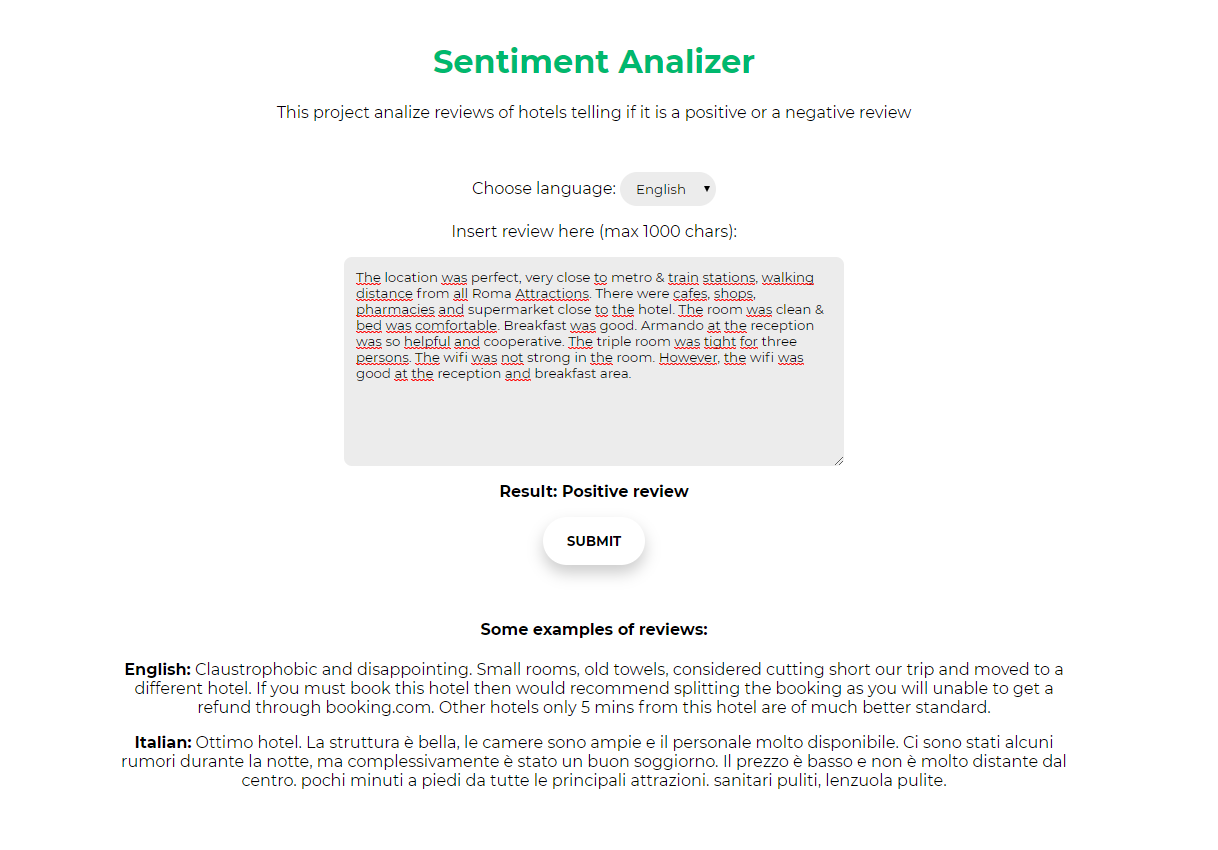 Sentiment Analizer
This project analize reviews of hotels telling if it is a positive or a negative review
Choose language: English
Insert review here (max 1000 chars):
The location was perfect, very close to metro & train stations, walking
distance from all Roma Attractions. There were cafes, shops,
pharmacies and supermarket close to the hotel. The room was clean &
bed was comfortable. Breakfast was good. Armando at the reception
was so helpful and cooperative. The triple room was tight for three
persons. The wifi was not strong in the room. However, the wifi was
good at the reception and breakfast area.
Result: Positive review
SUBMIT
Some examples of reviews:
English: Claustrophobic and disappointing. Small rooms, old towels, considered cutting short our trip and moved to a
different hotel. If you must book this hotel then would recommend splitting the booking as you will unable to get a
refund through booking.com. Other hotels only 5 mins from this hotel are of much better standard.
Italian: Ottimo hotel. La struttura è bella, le camere sono ampie e il personale molto disponibile. Ci sono stati alcuni
rumori durante la notte, ma complessivamente è stato un buon soggiorno. Il prezzo è basso e non è molto distante dal
centro. pochi minuti a piedi da tutte le principali attrazioni. sanitari puliti, lenzuola pulite.